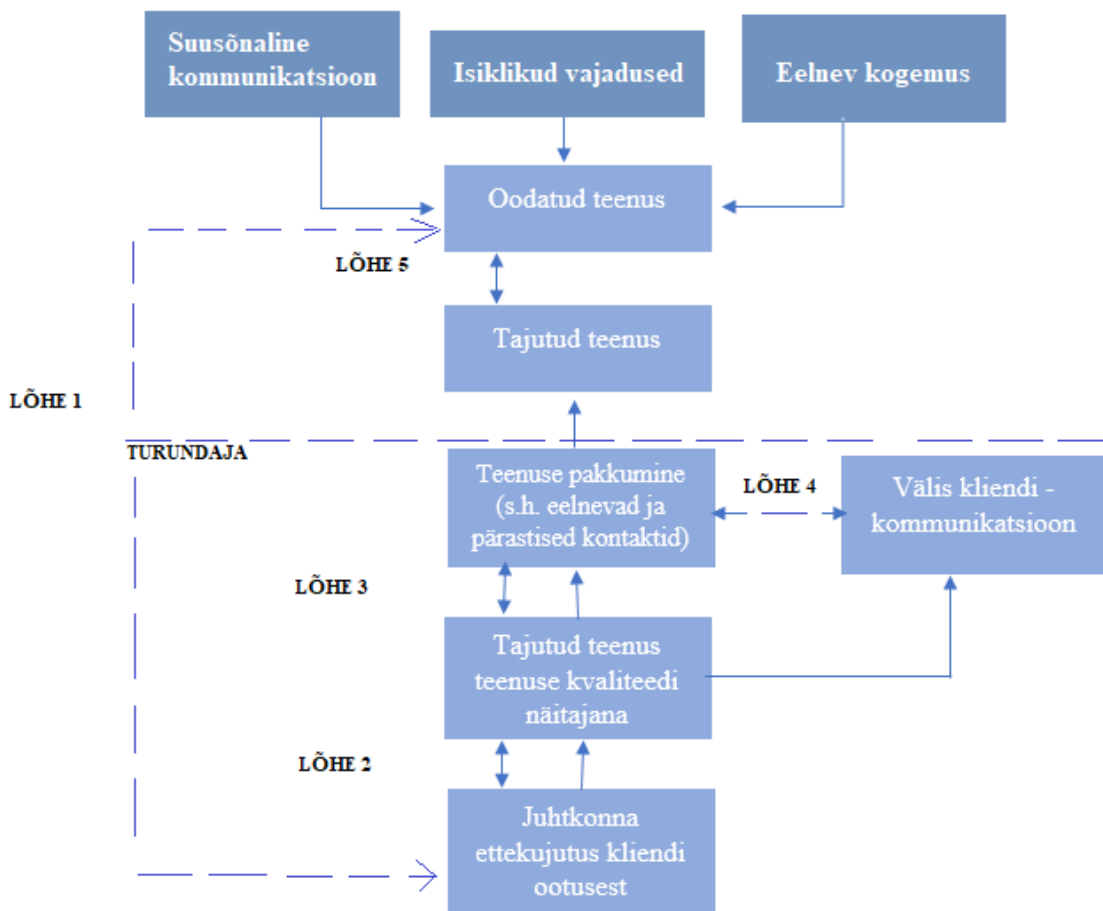 Suusõnaline
kommunikatsioon
Isiklikud vajadused
Eelnev kogemus
Oodatud teenus
LÕHE 5
Tajutud teenus
LÕHE 1
TURUNDAJA
Teenuse pakkumine
(s.h. eelnevad ja
pärastised kontaktid)
LÕHE 4
Välis kliendi -
kommunikatsioon
LÕHE 3
Tajutud teenus
teenuse kvaliteedi
näitajana
LÕHE 2
Juhtkonna
ettekujutus kliendi
ootusest